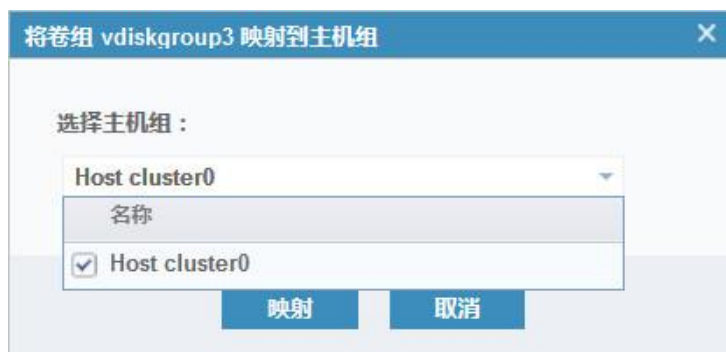 将卷组 vdiskgroup3 映射到主机组
选择主机组：
Host cluster0
名称
Host cluster0
映射 取消